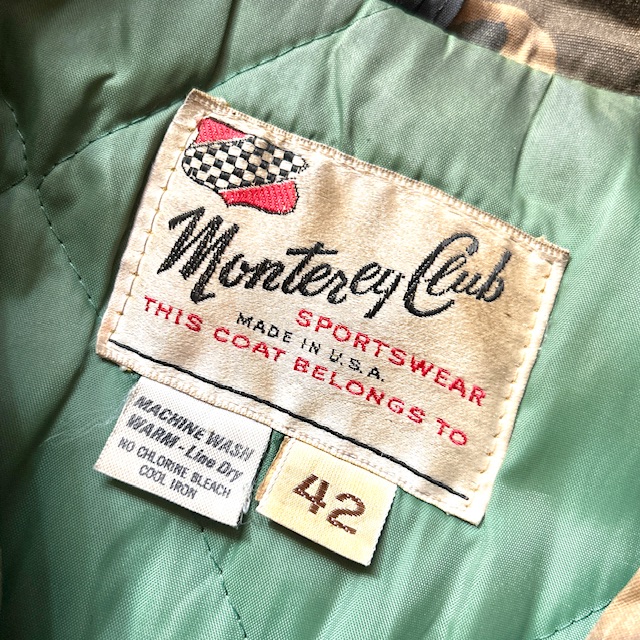 Monterey Club
SPORTSWEAR
MADE IN U.S.A.
THIS COAT BELONGS TO
MACHINE WASH
WARM - Line Dry
NO CHLORINE BLEACH
COOL IRON
42